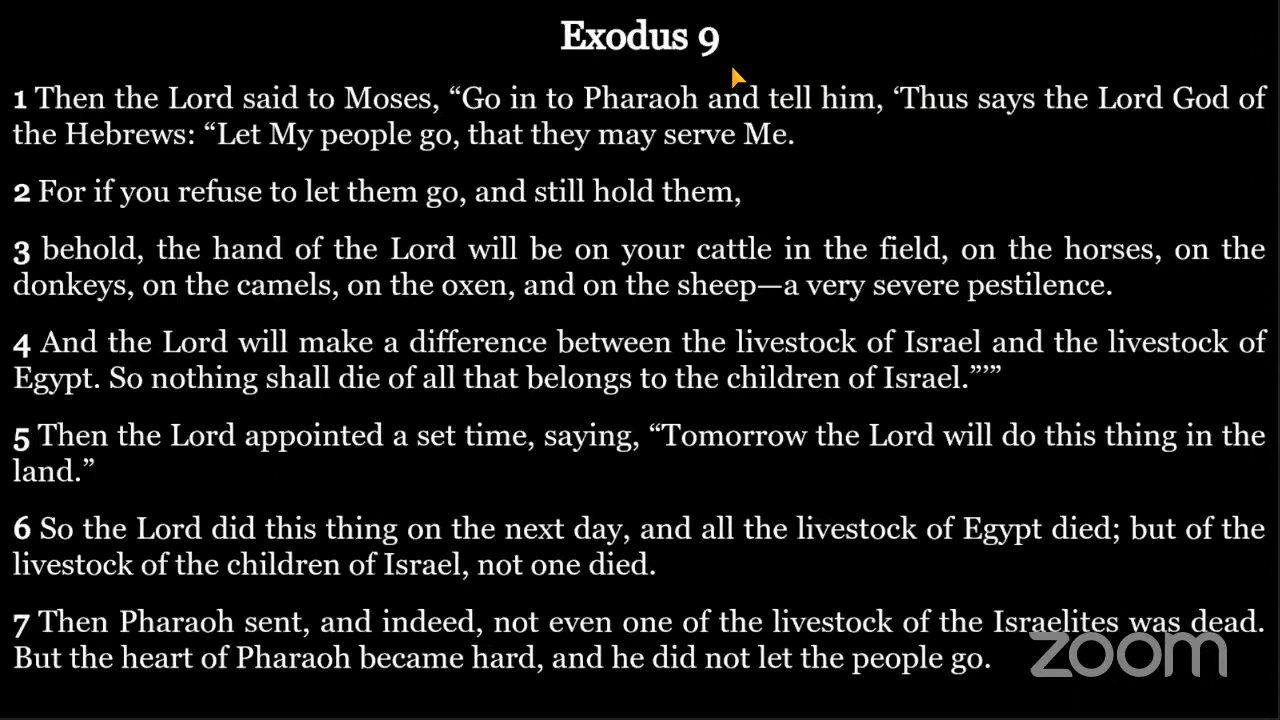 Exodus 9
1 Then the Lord said to Moses, “Go in to Pharaoh and tell him, ‘Thus says the Lord God of
the Hebrews: “Let My people go, that they may serve Me.
2 For if you refuse to let them go, and still hold them,
3 behold, the hand of the Lord will be on your cattle in the field, on the horses, on the
donkeys, on the camels, on the oxen, and on the sheep—a very severe pestilence.
4 And the Lord will make a difference between the livestock of Israel and the livestock of
Egypt. So nothing shall die of all that belongs to the children of Israel.”’”
5 Then the Lord appointed a set time, saying, “Tomorrow the Lord will do this thing in the
land.”
6 So the Lord did this thing on the next day, and all the livestock of Egypt died; but of the
livestock of the children of Israel, not one died.
7 Then Pharaoh sent, and indeed, not even one of the livestock of the Israelites was dead.
But the heart of Pharaoh became hard, and he did not let the people go.
zoom